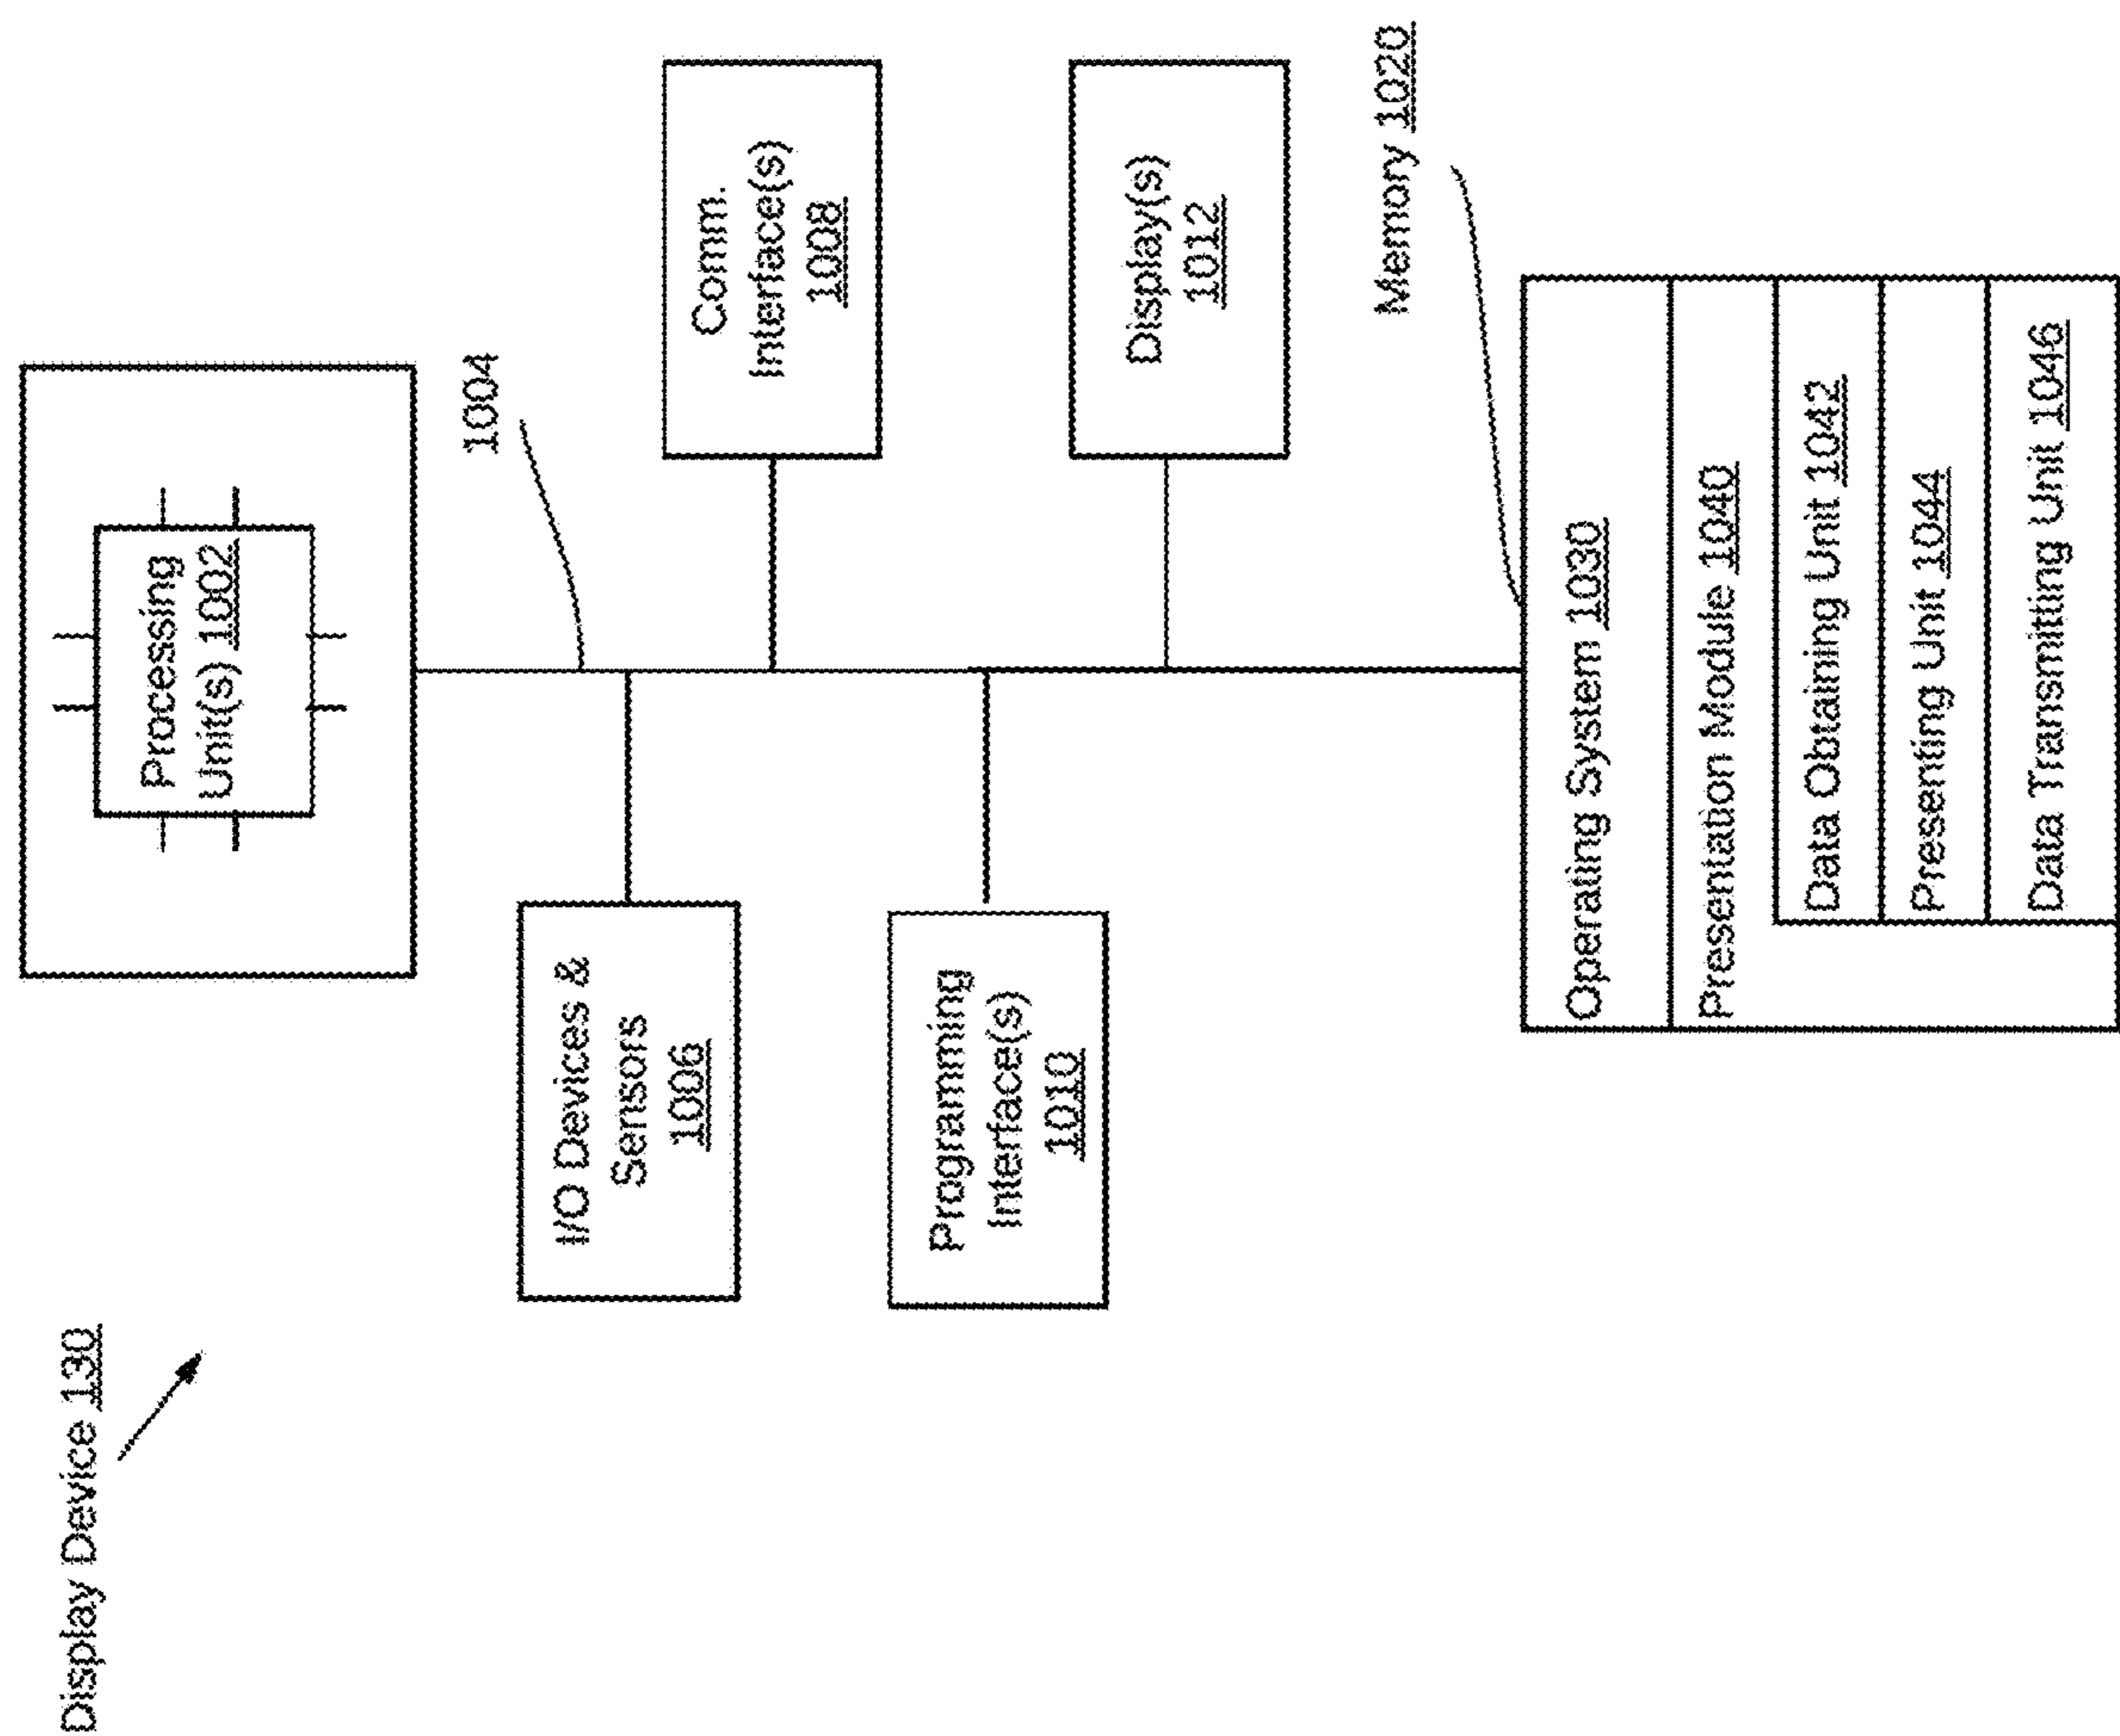 Display Device 130
Processing
Unit(s) 1002
1004
I/O Devices &
Sensors
1006
Comm.
Interface(s)
1008
Programming
Interface(s)
1010
Display(s)
1012
Memory 1020
Operating System 1030
Presentation Module 1040
Data Obtaining Unit 1042
Presenting Unit 1044
Data Transmitting Unit 1046